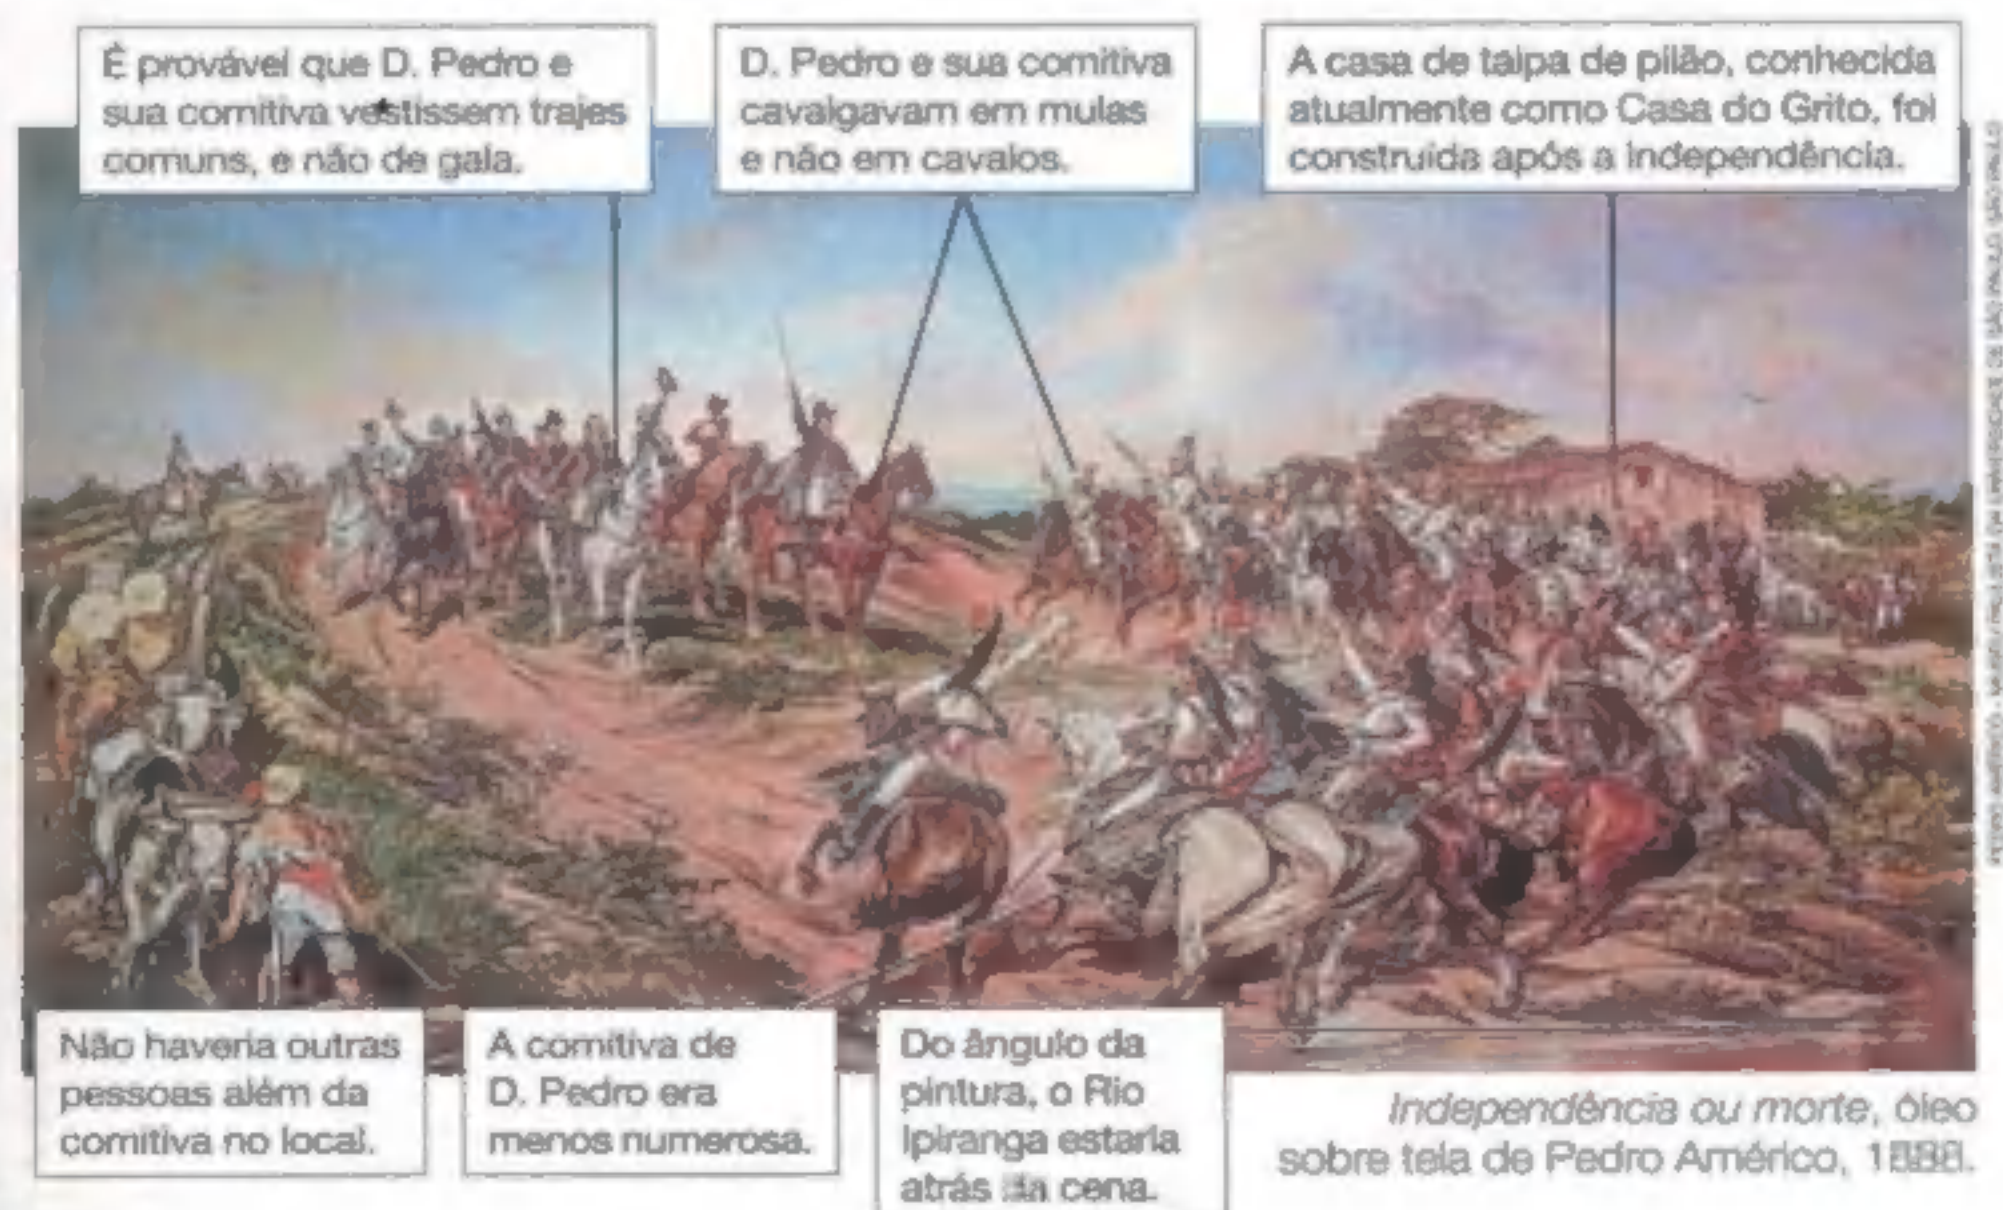 É provável que D. Pedro e
sua comitiva vestissem trajes
comuns, e não de gala.
D. Pedro e sua comitiva
cavalgavam em mulas
e não em cavalos.
A casa de taipa de pilão, conhecida
atualmente como Casa do Grito, foi
construída após a independência.
Não haveria outras
pessoas além da
comitiva no local.
A comitiva de
D. Pedro era
menos numerosa.
Do ângulo da
pintura, o Rio
Ipiranga estaria
atrás da cena.
Independência ou morte, óleo
sobre tela de Pedro Américo,